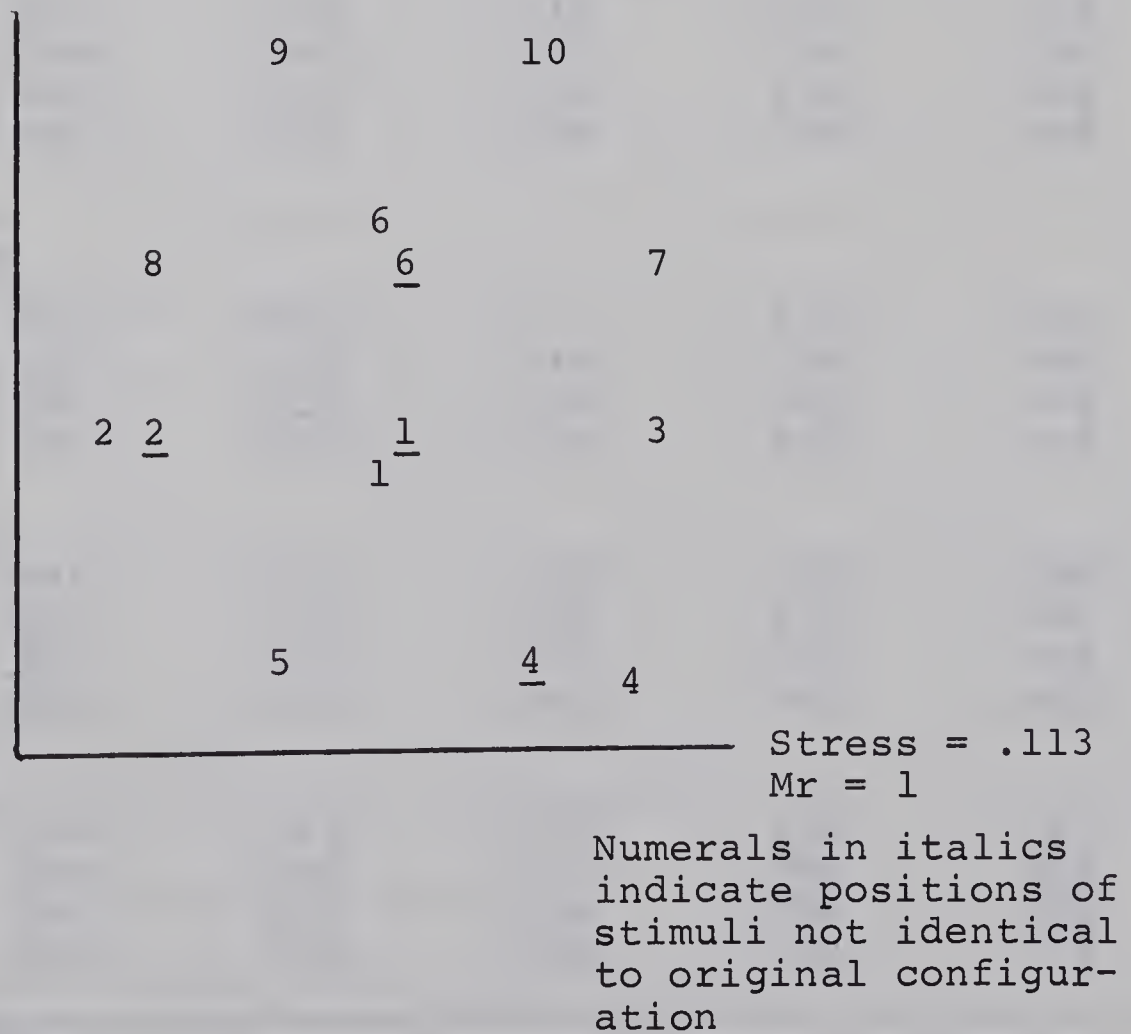 9 10
6
8 6 7
2 2 1 3
1
5 4 4
Stress = .113
Mr = 1
Numerals in italics
indicate positions of
stimuli not identical
to original configur-
ation